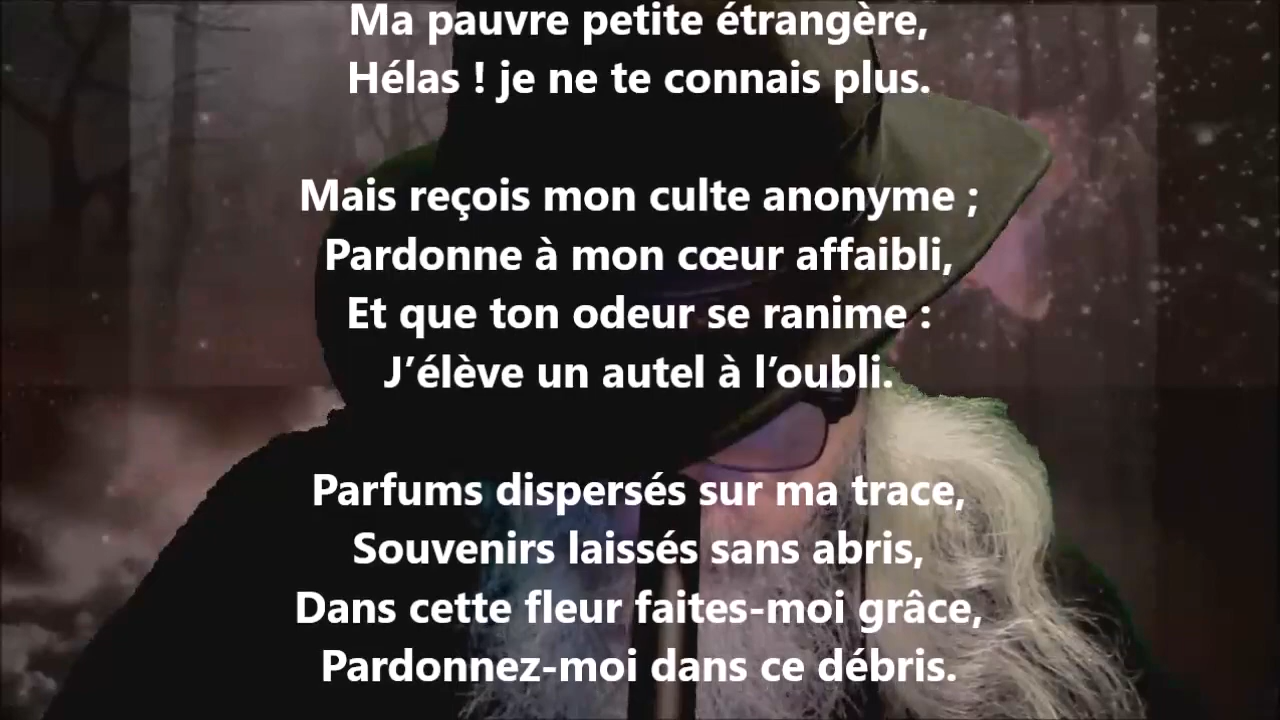 Ma pauvre petite étrangère,
Hélas ! je ne te connais plus.
Mais reçois mon culte anonyme ;
Pardonne à mon cœur affaibli,
Et que ton odeur se ranime :
J’élève un autel à l’oubli.
Parfums dispersés sur ma trace,
Souvenirs laissés sans abris,
Dans cette fleur faites-moi grâce,
Pardonnez-moi dans ce débris.